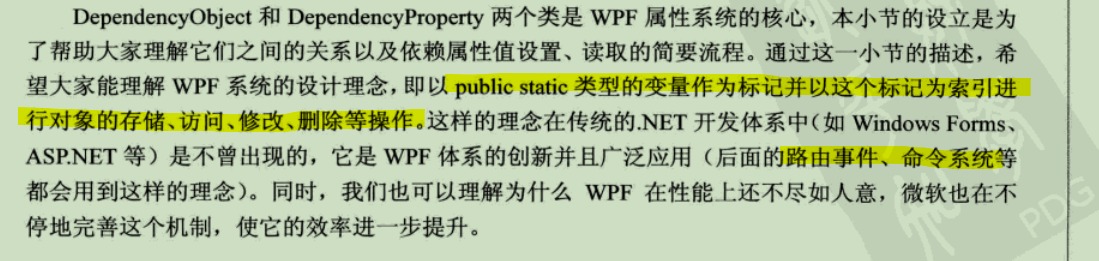 DependencyObject 和 DependencyProperty 两个类是 WPF 属性系统的核心，本小节的设立是为
了帮助大家理解它们之间的关系以及依赖属性值设置、读取的简要流程。通过这一小节的描述，希
望大家能理解 WPF 系统的设计理念，即以 public static 类型的变量作为标记并以这个标记为索引进
行对象的存储、访问、修改、删除等操作。这样的理念在传统的.NET 开发体系中（如 Windows Forms、
ASP.NET 等）是不曾出现的，它是 WPF 体系的创新并且广泛应用（后面的路由事件、命令系统等
都会用到这样的理念）。同时，我们也可以理解为什么 WPF 在性能上还不尽如人意，微软也在不
停地完善这个机制，使它的效率进一步提升。
PDG